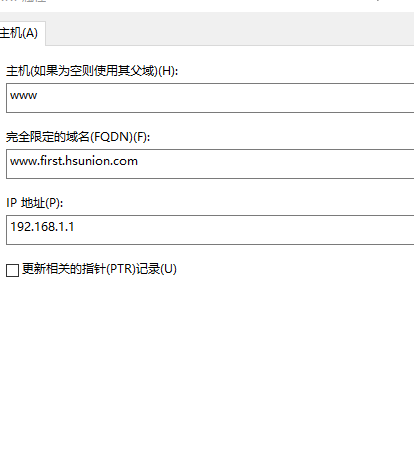 主机(A)
主机(如果为空则使用其父域)(H):
www
完全限定的域名(FQDN)(F):
www.first.hsunion.com
IP 地址(P):
192.168.1.1
更新相关的指针(PTR)记录(U)